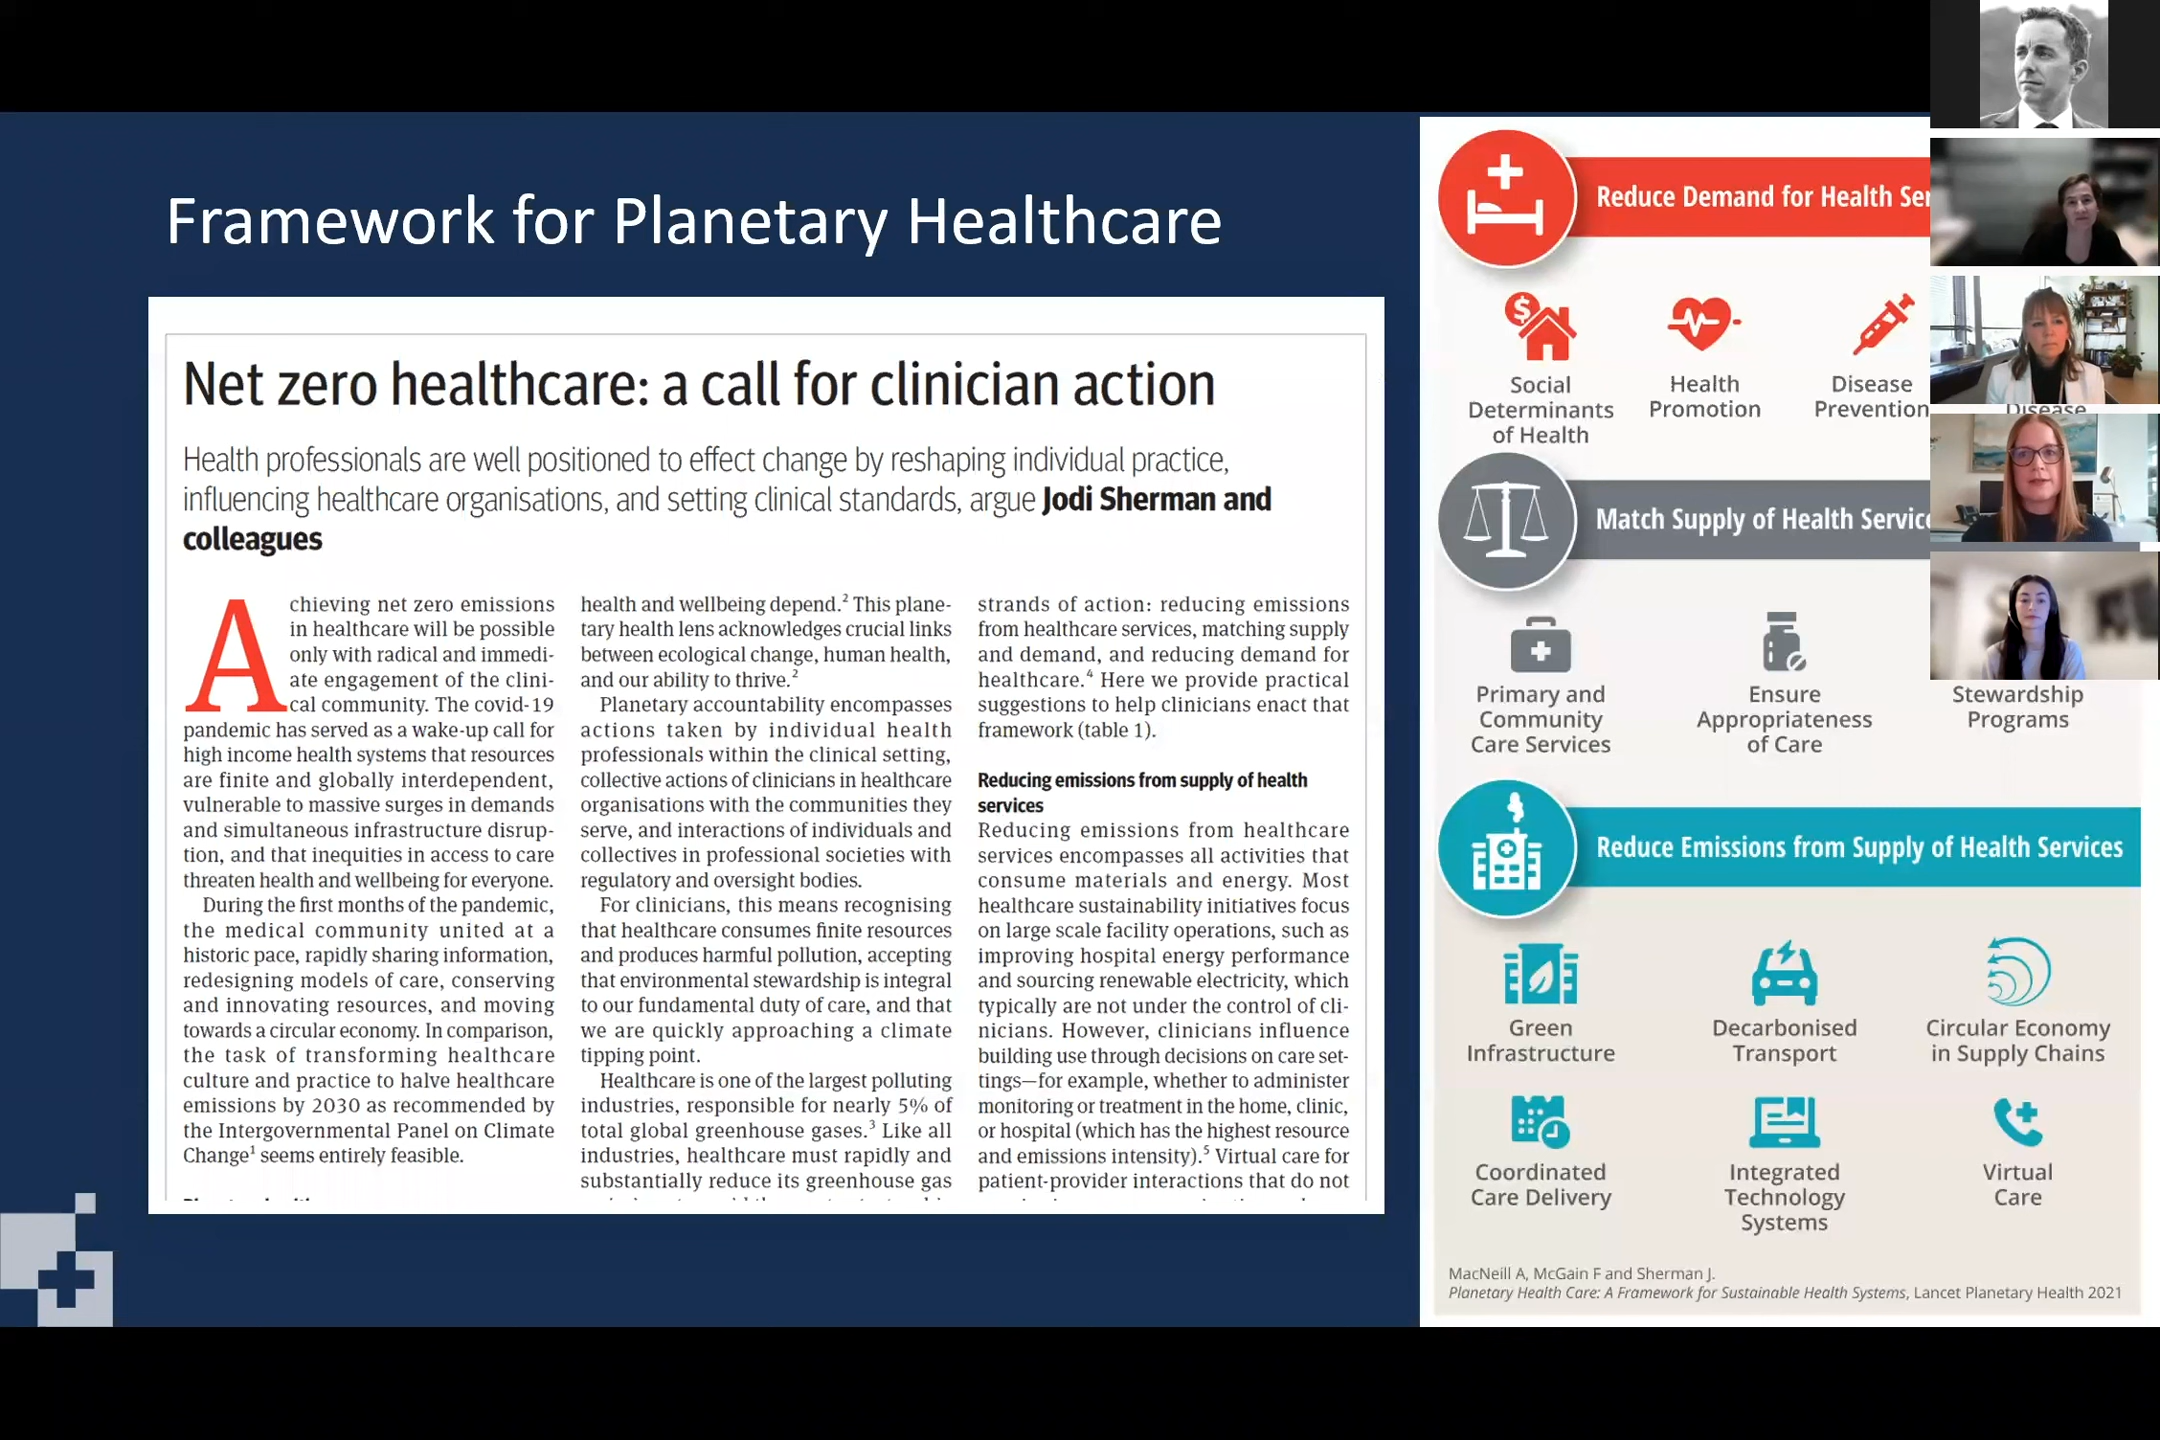 Framework for Planetary Healthcare
Net zero healthcare: a call for clinician action
Health professionals are well positioned to effect change by reshaping individual practice,
influencing healthcare organisations, and setting clinical standards, argue Jodi Sherman and
colleagues
Achieving net zero emissions
in healthcare will be possible
only with radical and immedi-
ate engagement of the clini-
cal community. The covid-19
pandemic has served as a wake-up call for
high income health systems that resources
are finite and globally interdependent,
vulnerable to massive surges in demands
and simultaneous infrastructure disrup-
tion, and that inequities in access to care
threaten health and wellbeing for everyone.
During the first months of the pandemic,
the medical community united at a
historic pace, rapidly sharing information,
redesigning models of care, conserving
and innovating resources, and moving
towards a circular economy. In comparison,
the task of transforming healthcare
culture and practice to halve healthcare
emissions by 2030 as recommended by
the Intergovernmental Panel on Climate
Change¹ seems entirely feasible.
health and wellbeing depend.² This plane-
tary health lens acknowledges crucial links
between ecological change, human health,
and our ability to thrive.²
Planetary accountability encompasses
actions taken by individual health
professionals within the clinical setting,
collective actions of clinicians in healthcare
organisations with the communities they
serve, and interactions of individuals and
collectives in professional societies with
regulatory and oversight bodies.
For clinicians, this means recognising
that healthcare consumes finite resources
and produces harmful pollution, accepting
that environmental stewardship is integral
to our fundamental duty of care, and that
we are quickly approaching a climate
tipping point.
Healthcare is one of the largest polluting
industries, responsible for nearly 5% of
total global greenhouse gases.³ Like all
industries, healthcare must rapidly and
substantially reduce its greenhouse gas
strands of action: reducing emissions
from healthcare services, matching supply
and demand, and reducing demand for
healthcare.⁴ Here we provide practical
suggestions to help clinicians enact that
framework (table 1).
Reducing emissions from supply of health
services
Reducing emissions from healthcare
services encompasses all activities that
consume materials and energy. Most
healthcare sustainability initiatives focus
on large scale facility operations, such as
improving hospital energy performance
and sourcing renewable electricity, which
typically are not under the control of cli-
nicians. However, clinicians influence
building use through decisions on care set-
tings—for example, whether to administer
monitoring or treatment in the home, clinic,
or hospital (which has the highest resource
and emissions intensity).⁵ Virtual care for
patient-provider interactions that do not
Reduce Demand for Health Ser
Social
Determinants
of Health
Health
Promotion
Disease
Prevention
Disease
Match Supply of Health Service
Primary and
Community
Care Services
Ensure
Appropriateness
of Care
Stewardship
Programs
Reduce Emissions from Supply of Health Services
Green
Infrastructure
Decarbonised
Transport
Circular Economy
in Supply Chains
Coordinated
Care Delivery
Integrated
Technology
Systems
Virtual
Care
MacNeill A, McGain F and Sherman J.
Planetary Health Care: A Framework for Sustainable Health Systems, Lancet Planetary Health 2021